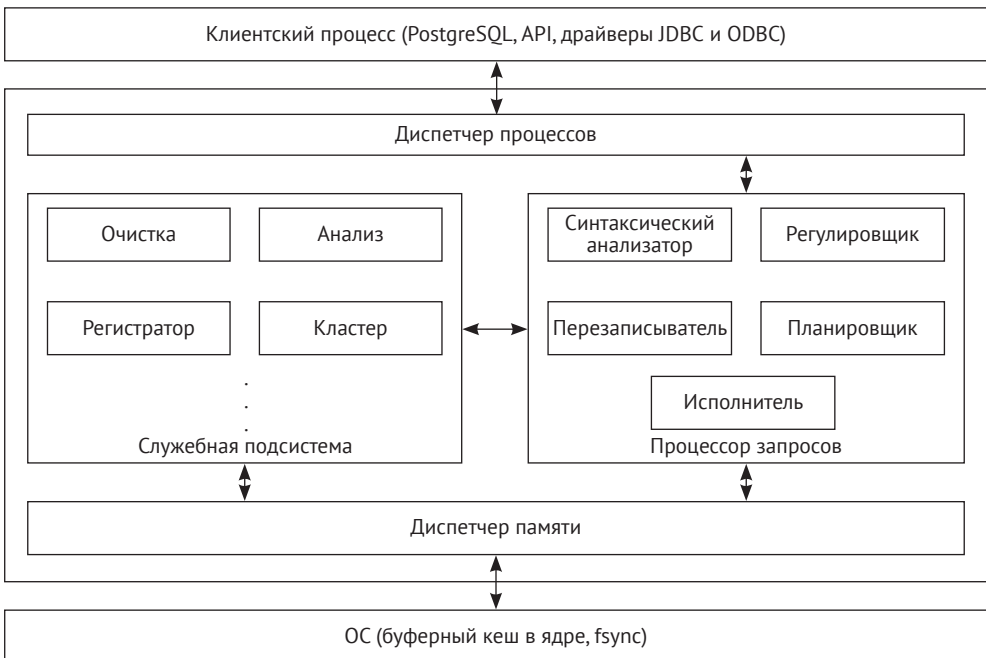 Клиентский процесс (PostgreSQL, API, драйверы JDBC и ODBC)
Диспетчер процессов
Очистка
Анализ
Регистратор
Кластер
.
.
.
Служебная подсистема
Синтаксический
анализатор
Регулировщик
Перезаписыватель
Планировщик
Исполнитель
Процессор запросов
Диспетчер памяти
ОС (буферный кеш в ядре, fsync)